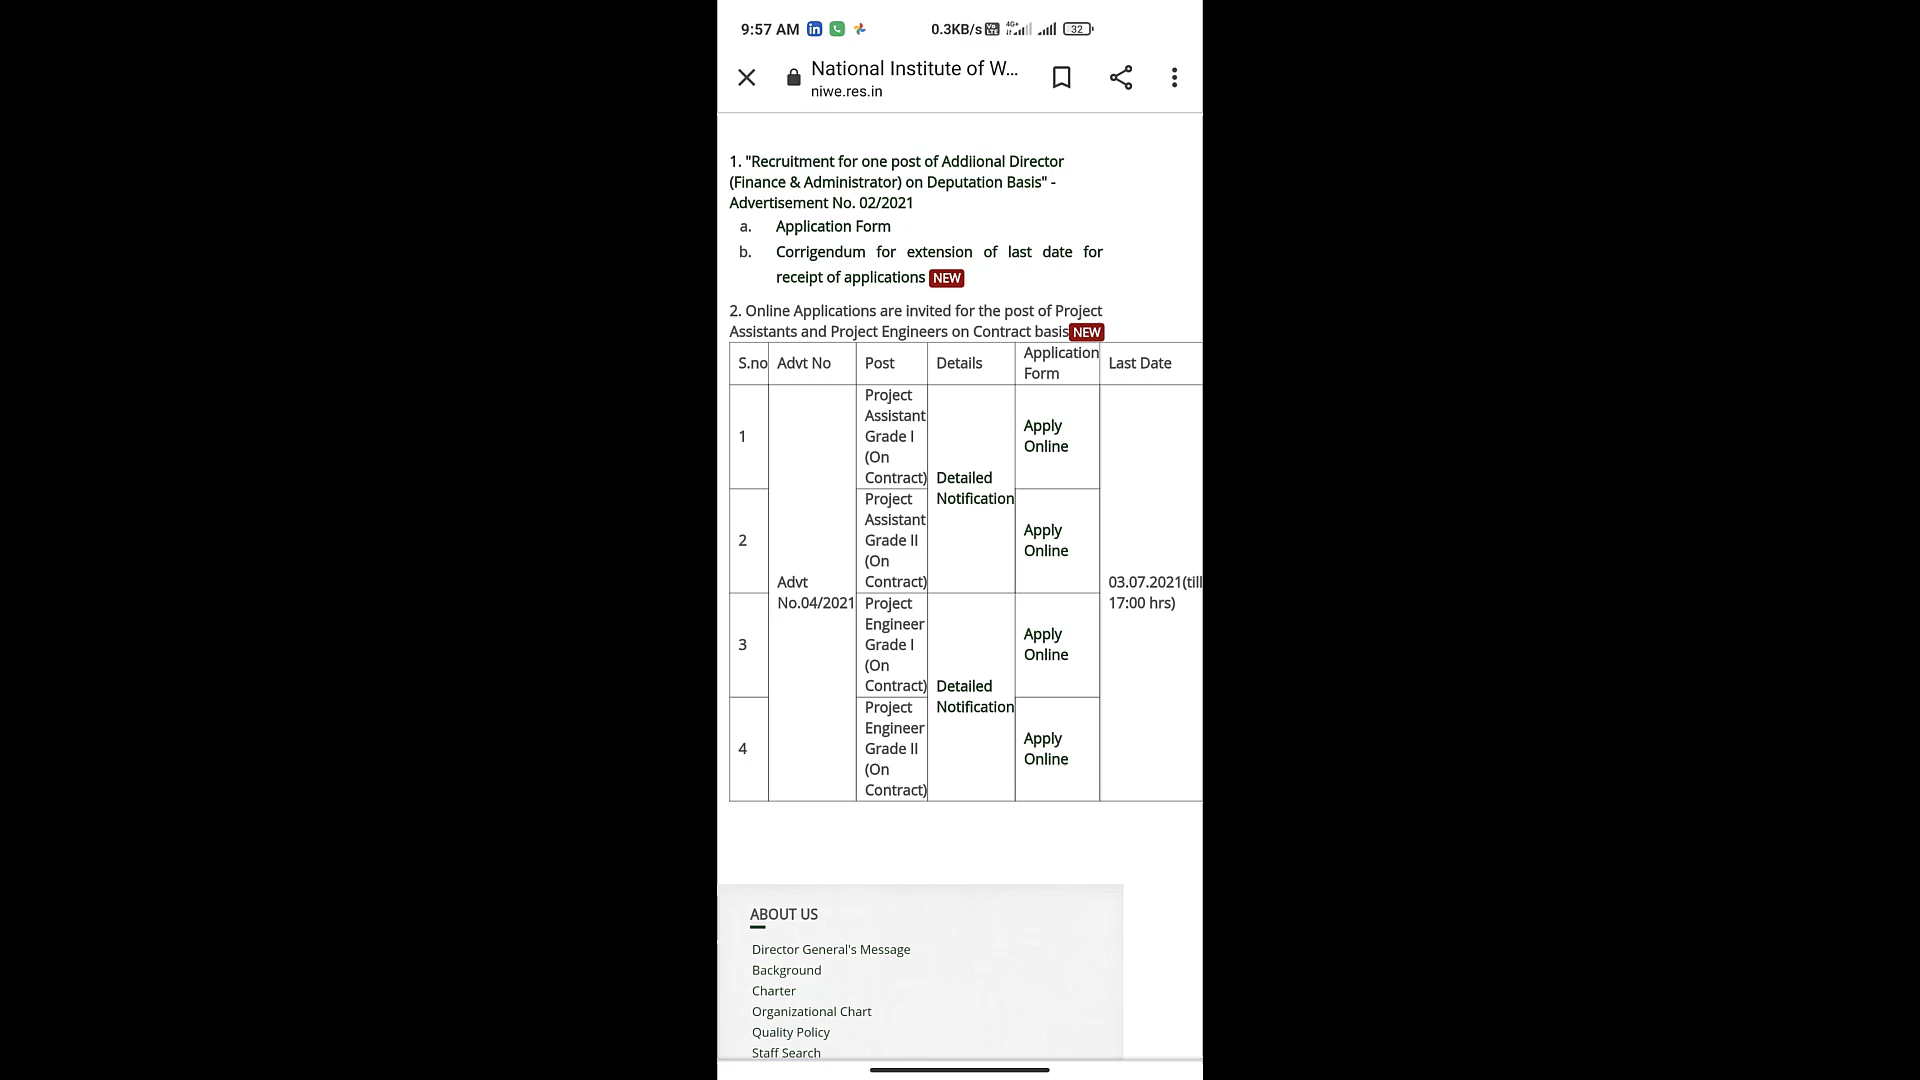 9:57 AM 0.3KB/s 4G+ 32
National Institute of W...
niwe.res.in
1. "Recruitment for one post of Addiional Director
(Finance & Administrator) on Deputation Basis" -
Advertisement No. 02/2021
a. Application Form
b. Corrigendum for extension of last date for
receipt of applications NEW
2. Online Applications are invited for the post of Project
Assistants and Project Engineers on Contract basis NEW
S.no Advt No Post Details Application Form Last Date
1
Advt
No.04/2021
Project
Assistant
Grade I
(On
Contract)
Detailed
Notification
Apply
Online
03.07.2021(till
17:00 hrs)
2
Project
Assistant
Grade II
(On
Contract)
Apply
Online
3
Project
Engineer
Grade I
(On
Contract)
Detailed
Notification
Apply
Online
4
Project
Engineer
Grade II
(On
Contract)
Apply
Online
ABOUT US
Director General's Message
Background
Charter
Organizational Chart
Quality Policy
Staff Search